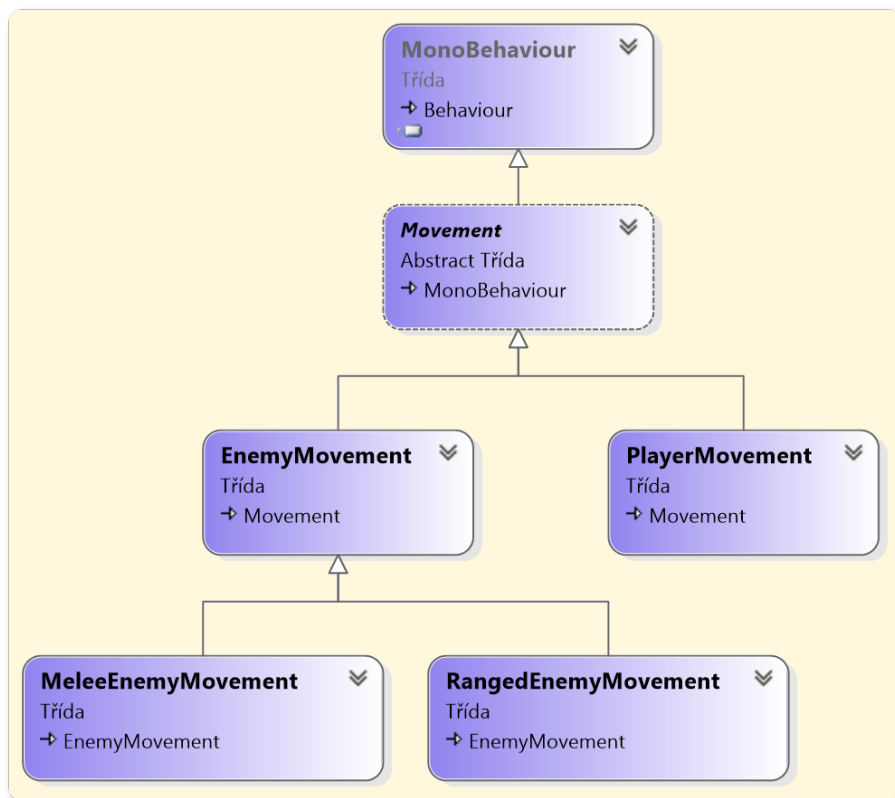 MonoBehaviour
Třída
Behaviour
Movement
Abstract Třída
MonoBehaviour
EnemyMovement
Třída
Movement
PlayerMovement
Třída
Movement
MeleeEnemyMovement
Třída
EnemyMovement
RangedEnemyMovement
Třída
EnemyMovement